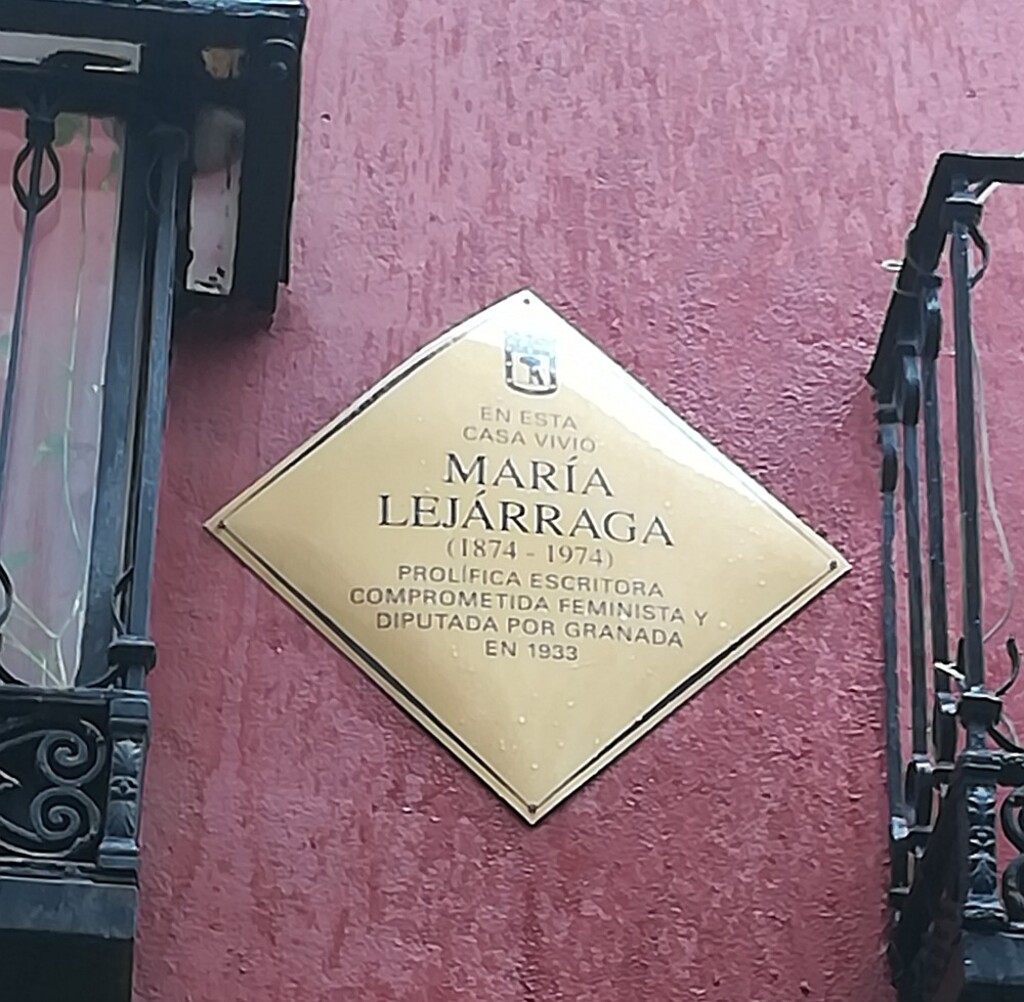 EN ESTA
CASA VIVIÓ
MARÍA
LEJÁRRAGA
(1874 - 1974)
PROLÍFICA ESCRITORA
COMPROMETIDA FEMINISTA Y
DIPUTADA POR GRANADA
EN 1933